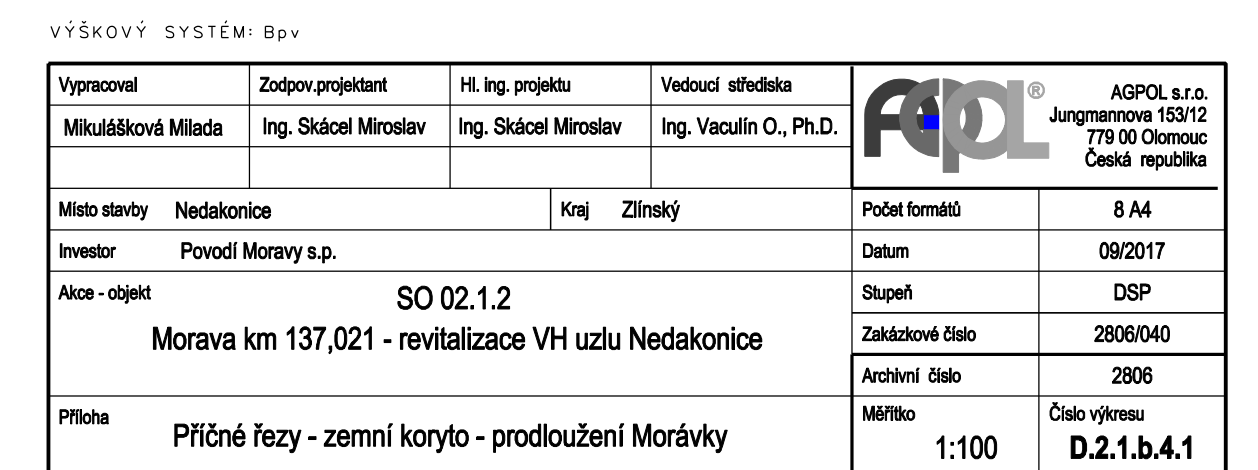 VÝŠKOVÝ SYSTÉM: Bpv
Vypracoval Zodpov.projektant Hl. ing. projektu Vedoucí střediska
Mikulášková Milada Ing. Skácel Miroslav Ing. Skácel Miroslav Ing. Vaculín O., Ph.D.
AGPOL®
AGPOL s.r.o.
Jungmannova 153/12
779 00 Olomouc
Česká republika
Místo stavby Nedakonice Kraj Zlínský Počet formátů 8 A4
Investor Povodí Moravy s.p. Datum 09/2017
Akce - objekt SO 02.1.2 Stupeň DSP
Morava km 137,021 - revitalizace VH uzlu Nedakonice Zakázkové číslo 2806/040
Archivní číslo 2806
Příloha Měřítko Číslo výkresu
Příčné řezy - zemní koryto - prodloužení Morávky 1:100 D.2.1.b.4.1